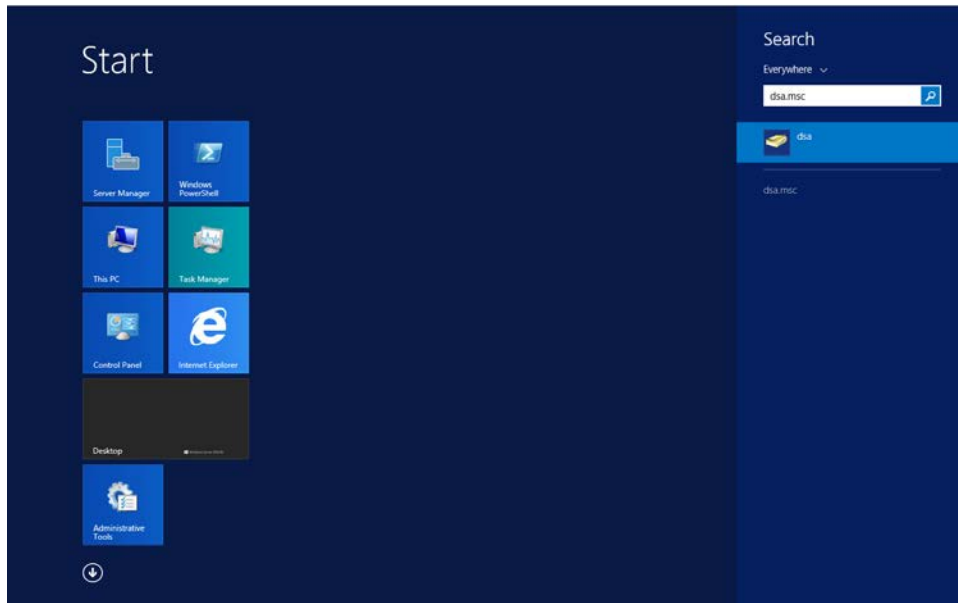 Start
Server Manager
Windows
PowerShell
This PC
Task Manager
Control Panel
Internet Explorer
Desktop
Administrative
Tools
Search
Everywhere
dsa.msc
dsa
dsa.msc